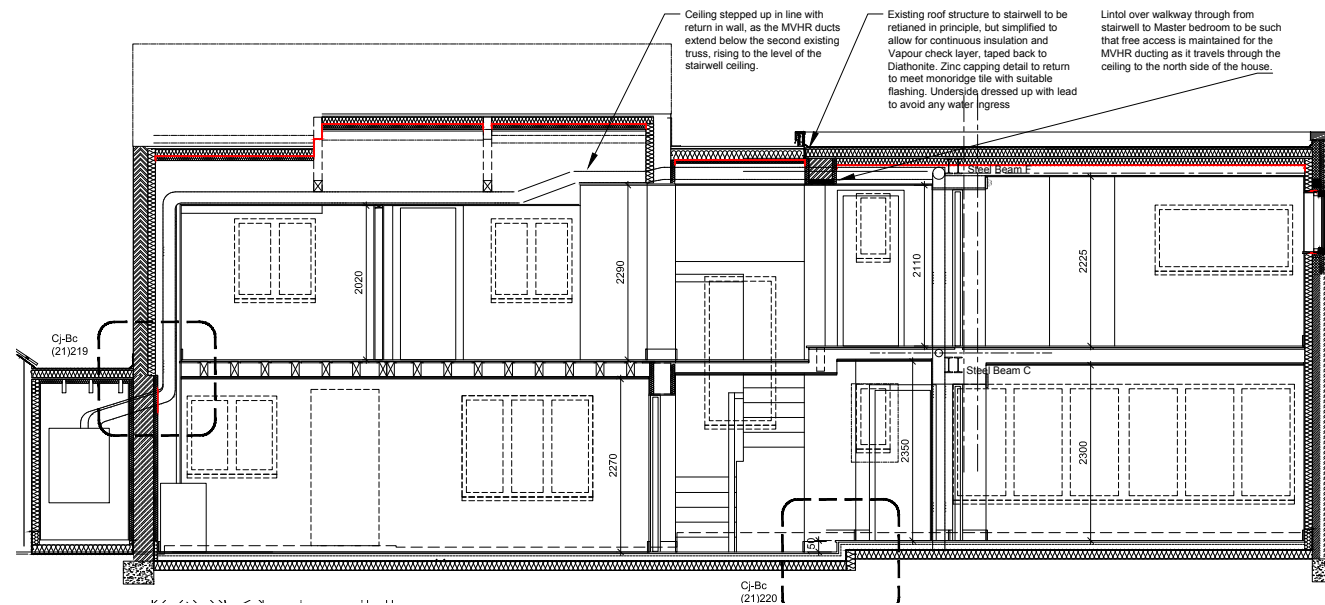 Ceiling stepped up in line with
return in wall, as the MVHR ducts
extend below the second existing
truss, rising to the level of the
stairwell ceiling.
Existing roof structure to stairwell to be
retianed in principle, but simplified to
allow for continuous insulation and
Vapour check layer, taped back to
Diathonite. Zinc capping detail to return
to meet monoridge tile with suitable
flashing. Underside dressed up with lead
to avoid any water ingress
Lintol over walkway through from
stairwell to Master bedroom to be such
that free access is maintained for the
MVHR ducting as it travels through the
ceiling to the north side of the house.
Steel Beam F
2020
2290
2110
2225
Cj-Bc
(21)219
Steel Beam C
2270
2350
2300
Cj-Bc
(21)220